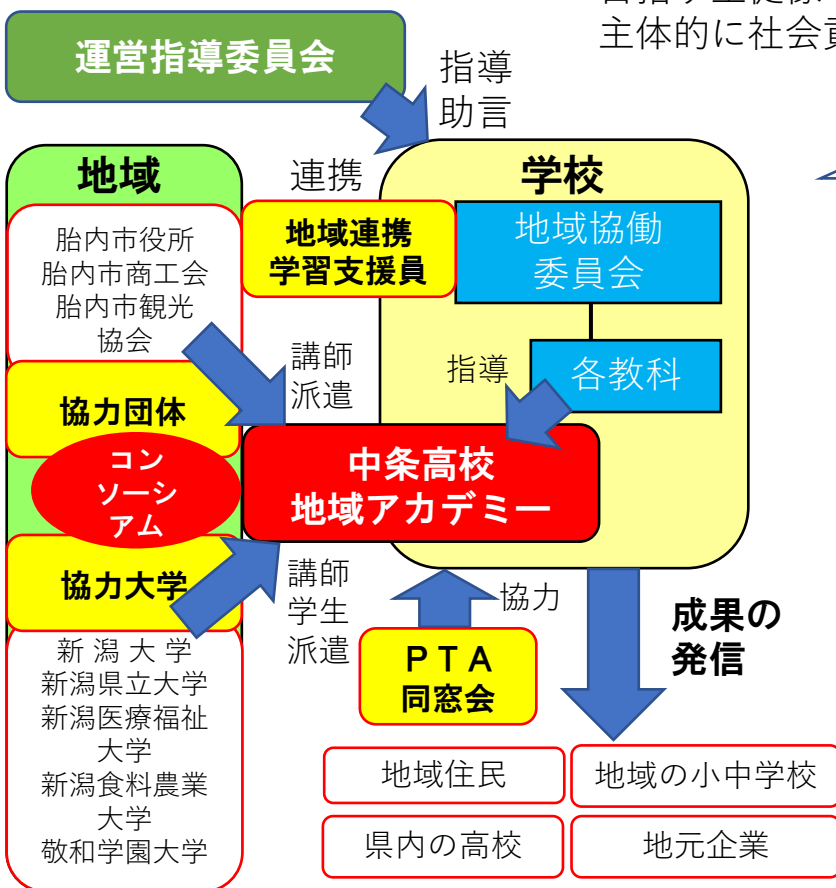 主体的に社会
運営指導委員会
指導
助言
地域
連携
学校
胎内市役所
胎内市商工会
胎内市観光
協会
地域連携
学習支援員
地域協働
委員会
講師
派遣
指導
各教科
協力団体
コン
ソーシ
アム
中条高校
地域アカデミー
協力大学
講師
学生
派遣
協力
PTA
同窓会
成果の
発信
新潟大学
新潟県立大学
新潟医療福祉
大学
新潟食料農業
大学
敬和学園大学
地域住民
地域の小中学校
県内の高校
地元企業